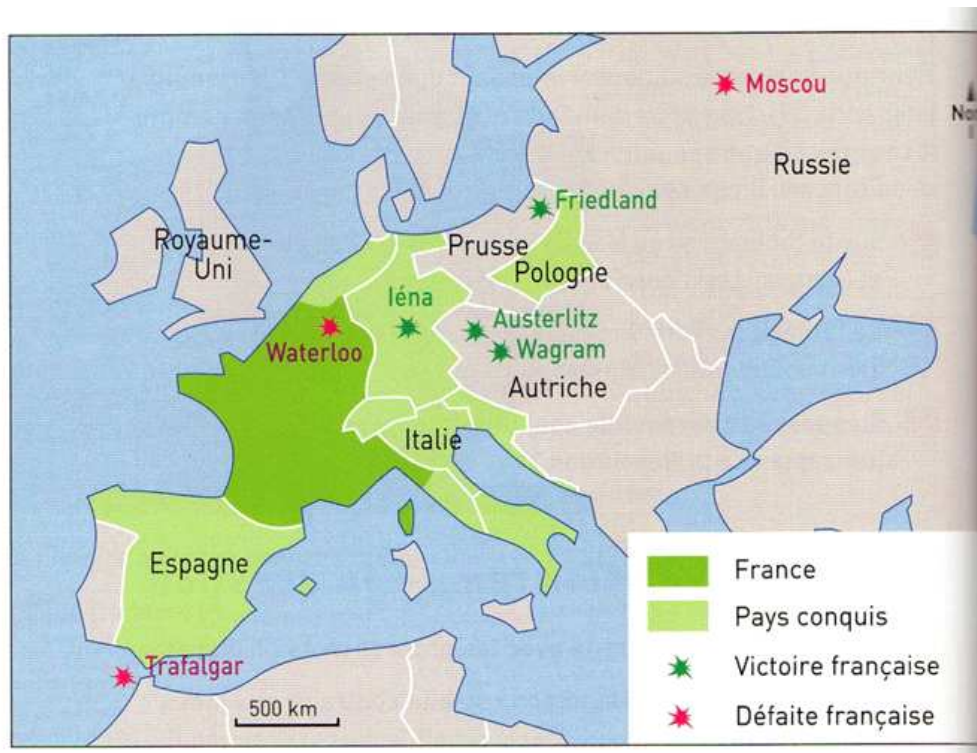 Moscou
Nor
Russie
Friedland
Royaume-
Uni
Prusse
Pologne
Iéna
Austerlitz
Waterloo
Wagram
Autriche
Italie
Espagne
France
Pays conquis
Trafalgar
Victoire française
500 km
Défaite française